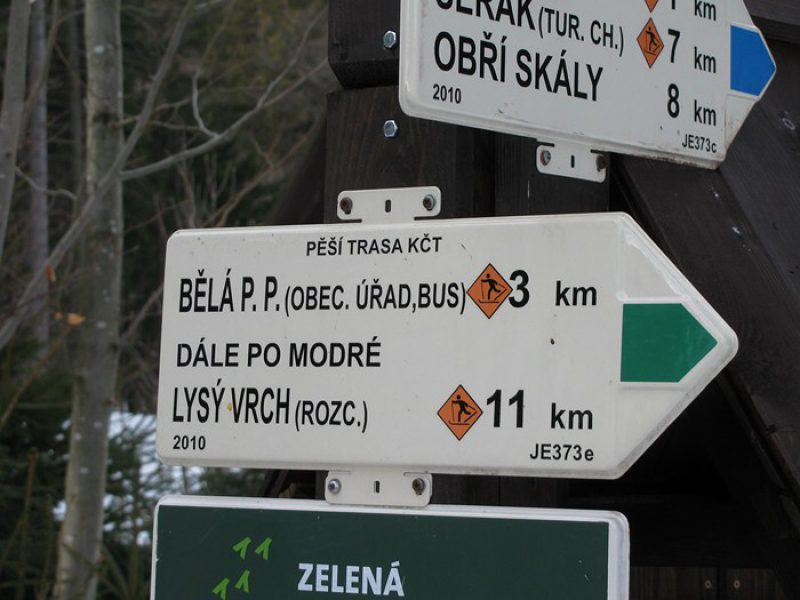 ŠERÁK (TUR. CH.) 7 km
OBŘÍ SKÁLY 8 km
2010 JE373c
PĚŠÍ TRASA KČT
BĚLÁ P. P. (OBEC. ÚŘAD,BUS) 3 km
DÁLE PO MODRÉ
LYSÝ VRCH (ROZC.) 11 km
2010 JE373e
ZELENÁ